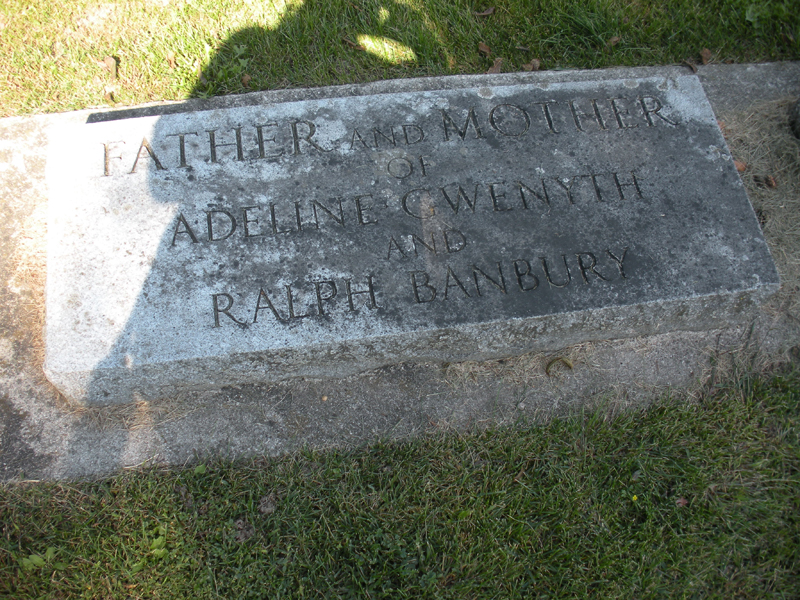 FATHER AND MOTHER
OF
ADELINE GWENYTH
AND
RALPH BANBURY